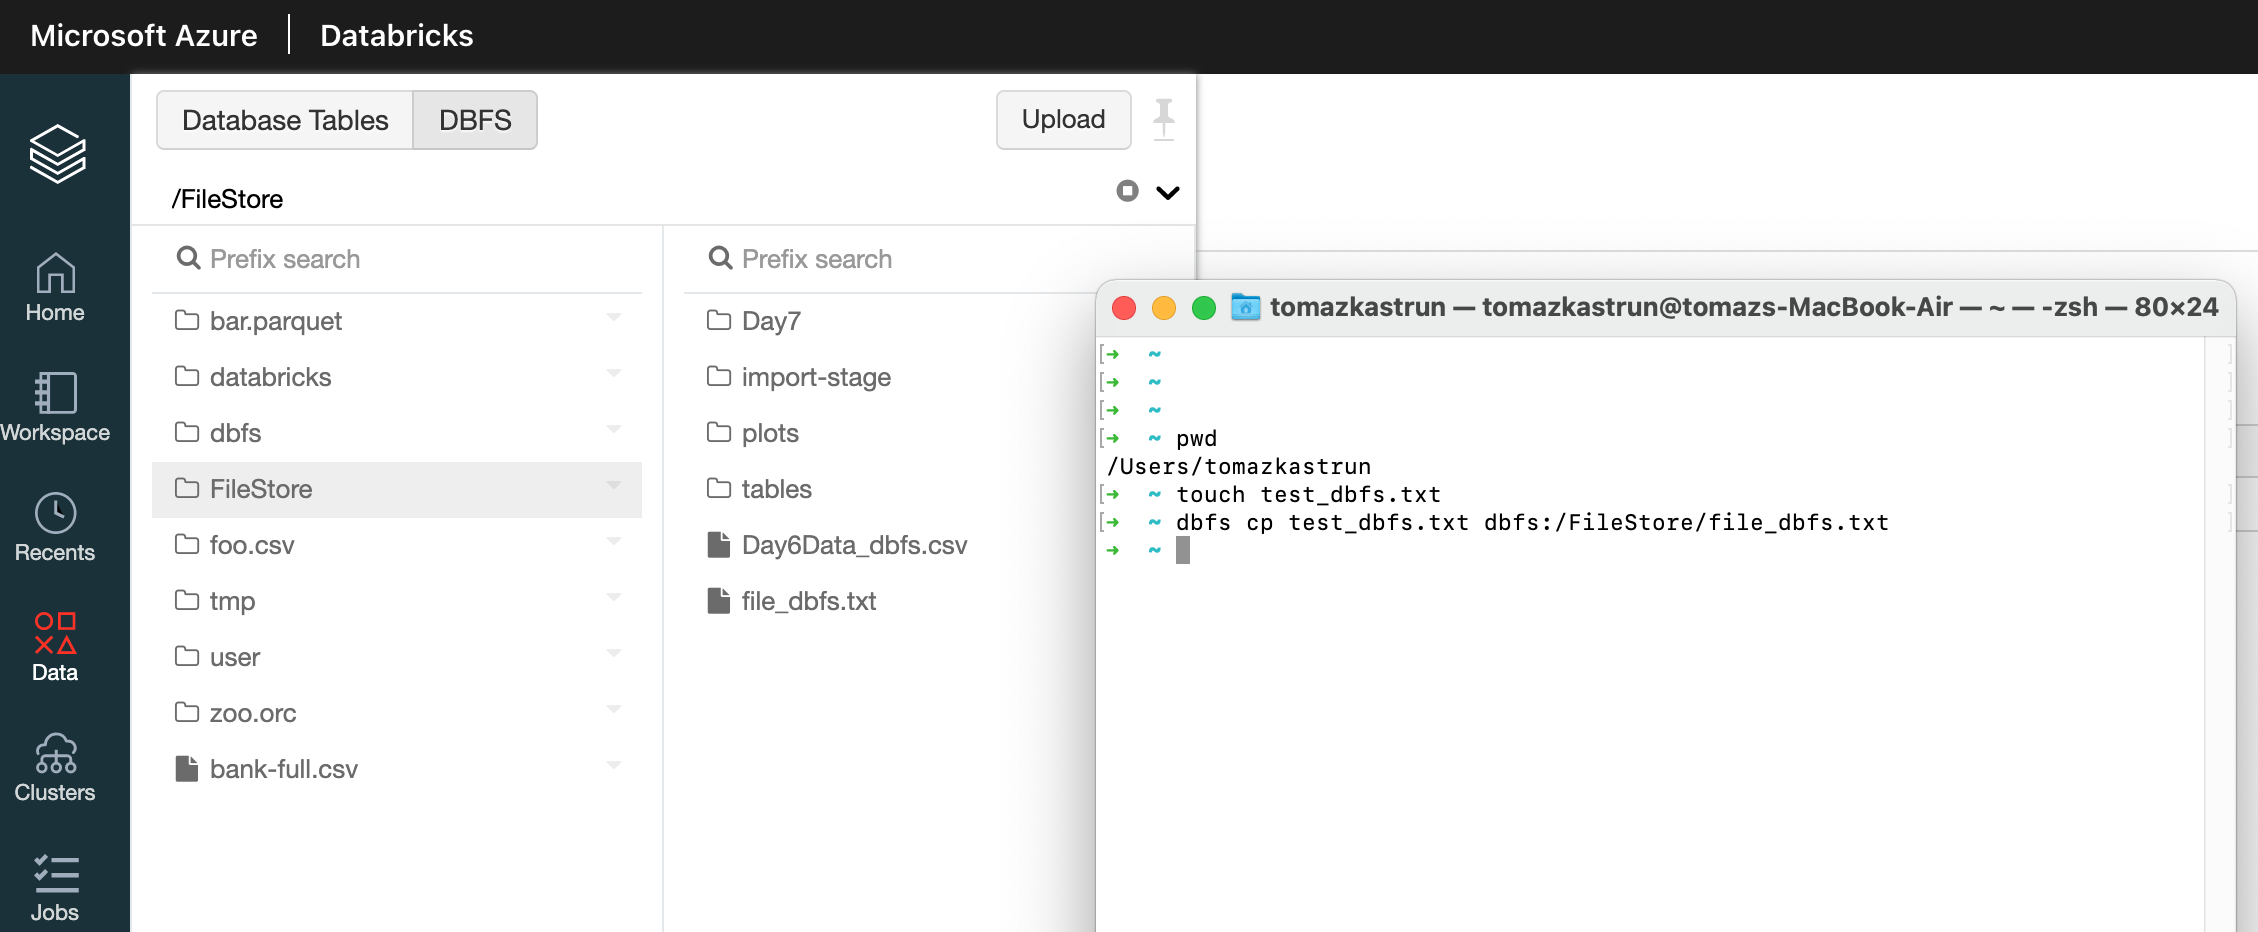 Microsoft Azure | Databricks
Database Tables
DBFS
Upload
/FileStore
Home
Workspace
Recents
Data
Clusters
Jobs
Prefix search
bar.parquet
databricks
dbfs
FileStore
foo.csv
tmp
user
zoo.orc
bank-full.csv
Prefix search
Day7
import-stage
plots
tables
Day6Data_dbfs.csv
file_dbfs.txt
tomazkastrun — tomazkastrun@tomazs-MacBook-Air — ~ — -zsh — 80×24
[➜ ~ ]
[➜ ~ ]
[➜ ~ ]
[➜ ~ pwd ]
/Users/tomazkastrun
[➜ ~ touch test_dbfs.txt ]
[➜ ~ dbfs cp test_dbfs.txt dbfs:/FileStore/file_dbfs.txt ]
➜ ~